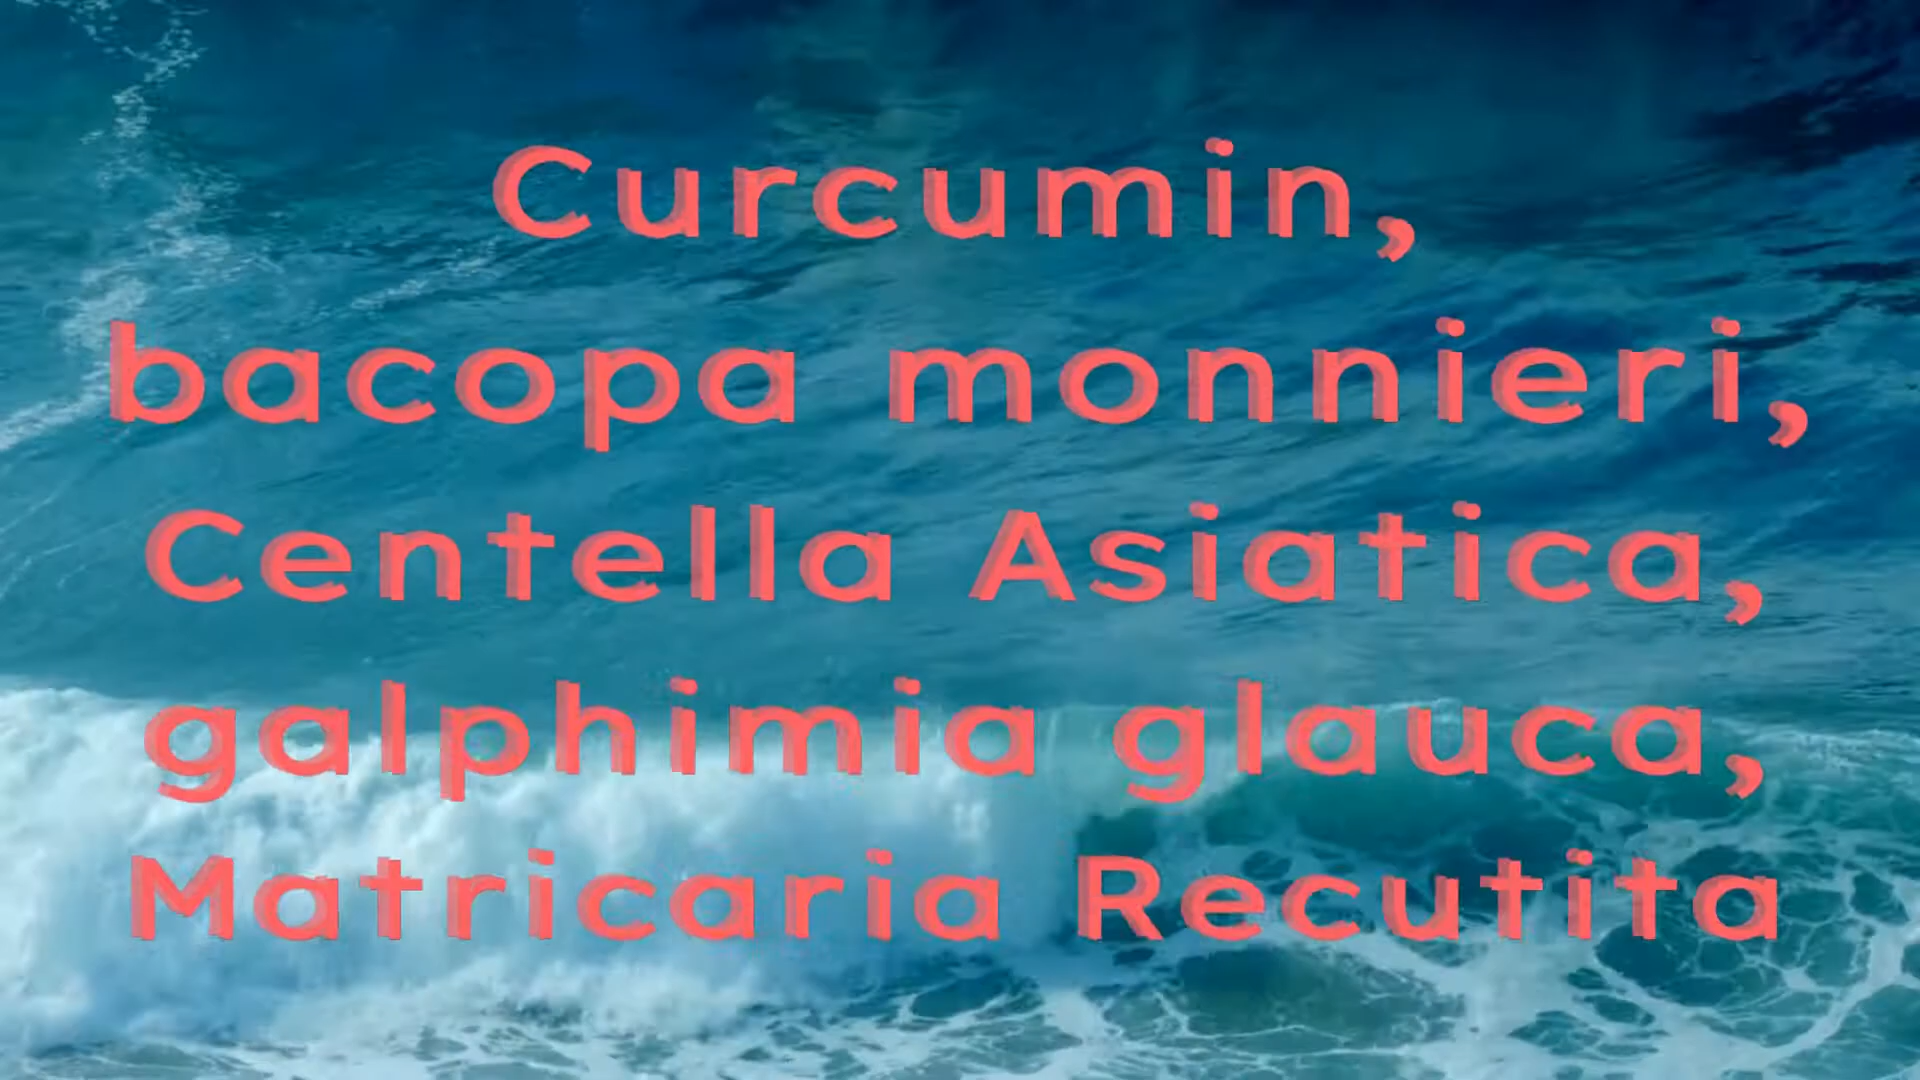 Curcumin,
bacopa monnieri,
Centella Asiatica,
galphimia glauca,
Matricaria Recutita